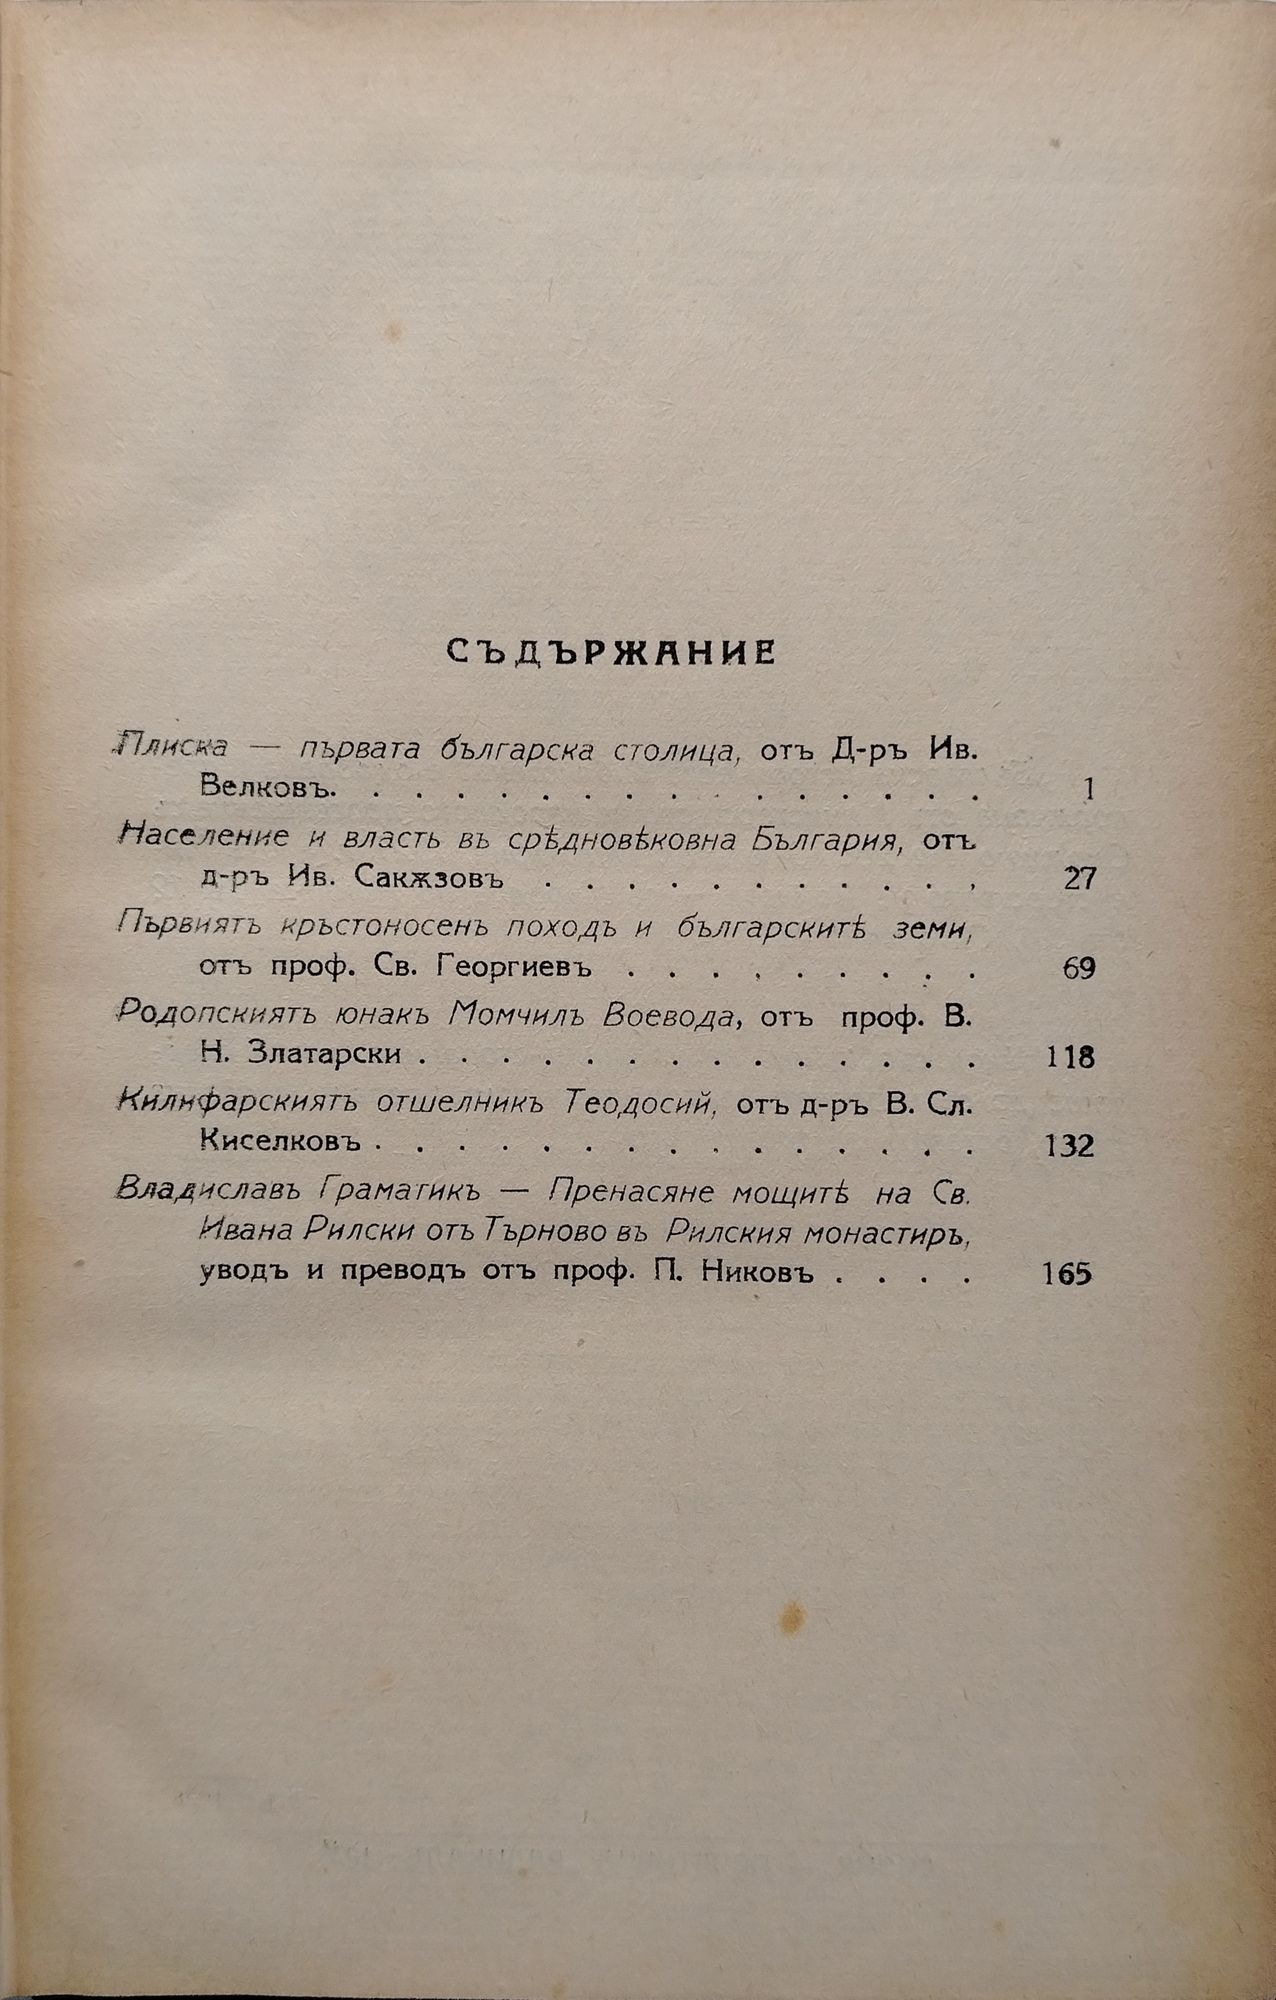 СЪДЪРЖАНИЕ
Плиска — първата българска столица, отъ Д-ръ Ив.
Велковъ. . . . . . . . . . . . . . . . 1
Население и власть въ срѣдновѣковна България, отъ
д-ръ Ив. Сакѫзовъ . . . . . . . . . . . 27
Първиятъ кръстоносенъ походъ и българскитѣ земи,
отъ проф. Св. Георгиевъ . . . . . . . . . 69
Родопскиятъ юнакъ Момчилъ Воевода, отъ проф. В.
Н. Златарски . . . . . . . . . . . . . . 118
Килифарскиятъ отшелникъ Теодосий, отъ д-ръ В. Сл.
Киселковъ . . . . . . . . . . . . . . . 132
Владиславъ Граматикъ — Пренасяне мощитѣ на Св.
Ивана Рилски отъ Търново въ Рилския монастиръ,
уводъ и преводъ отъ проф. П. Никовъ . . . . 165